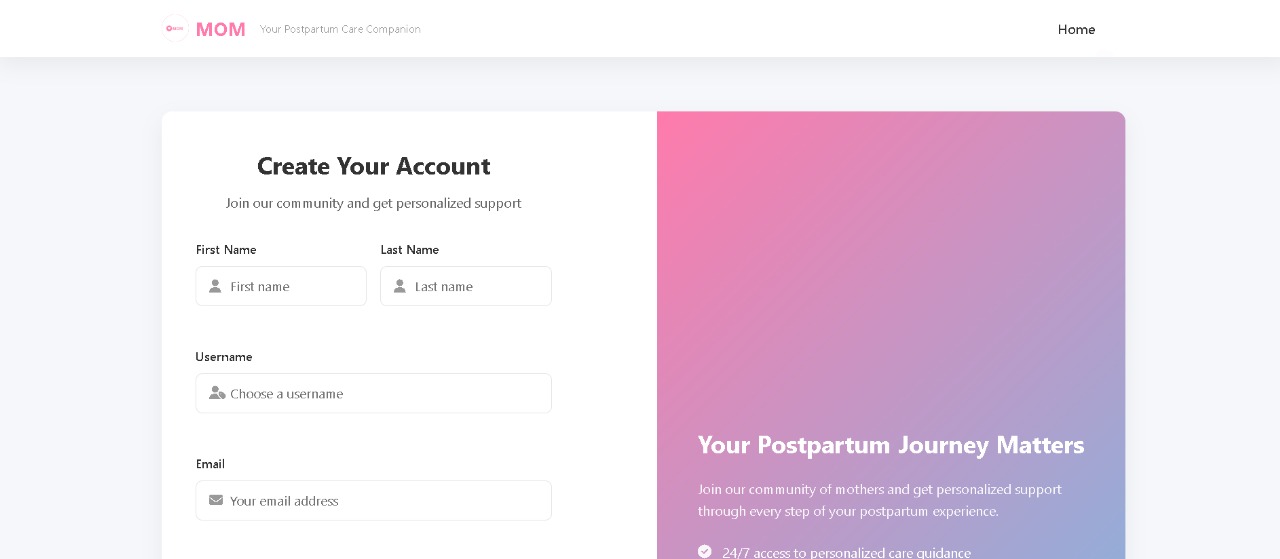 MOM
Your Postpartum Care Companion
Home
Create Your Account
Join our community and get personalized support
First Name
Last Name
First name
Last name
Username
Choose a username
Email
Your email address
Your Postpartum Journey Matters
Join our community of mothers and get personalized support
through every step of your postpartum experience.
24/7 access to personalized care guidance